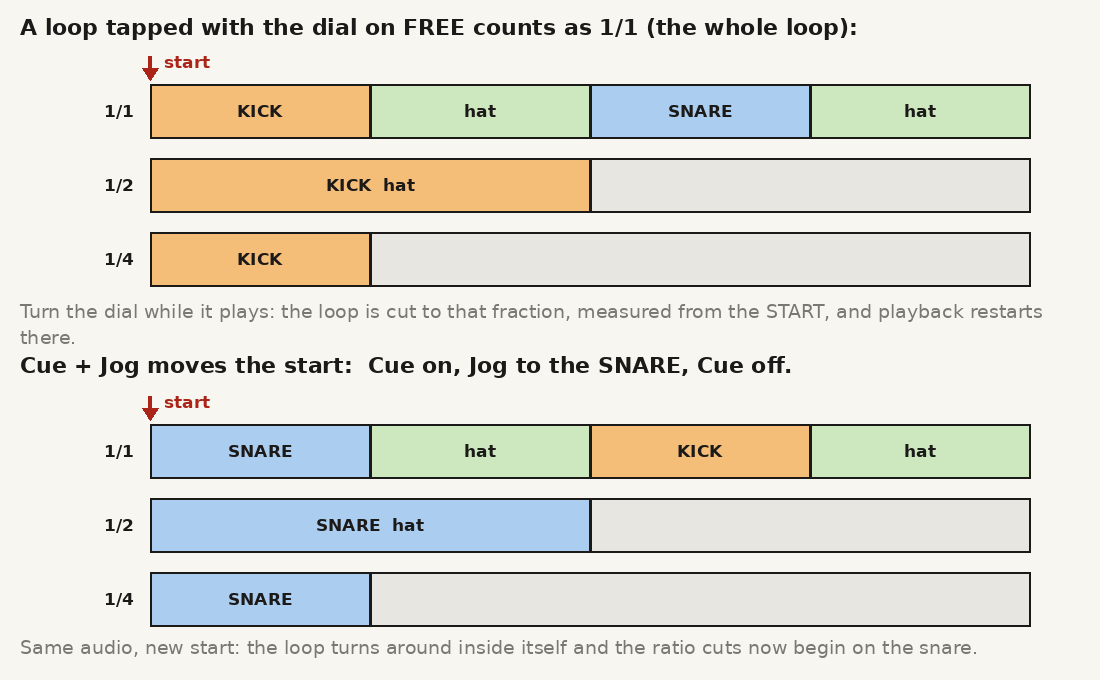 A loop tapped with the dial on FREE counts as 1/1 (the whole loop):
start
1/1 KICK hat SNARE hat
1/2 KICK hat
1/4 KICK
Turn the dial while it plays: the loop is cut to that fraction, measured from the START, and playback restarts
there.
Cue + Jog moves the start: Cue on, Jog to the SNARE, Cue off.
start
1/1 SNARE hat KICK hat
1/2 SNARE hat
1/4 SNARE
Same audio, new start: the loop turns around inside itself and the ratio cuts now begin on the snare.